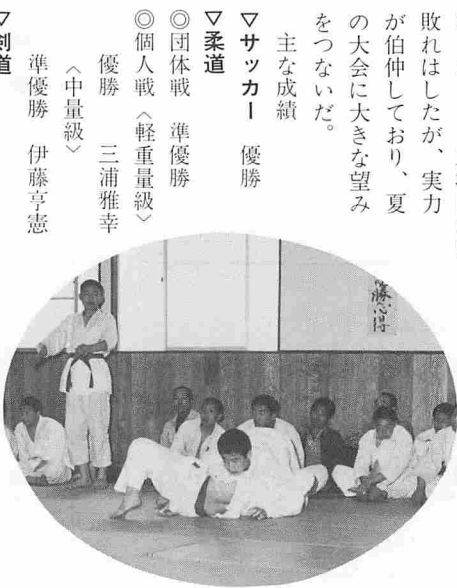 敗れはしたが、実力
が伯仲しており、夏
の大会に大きな望み
をつないだ。
主な成績
▽サッカー　優勝
▽柔道
◎団体戦　準優勝
◎個人戦〈軽重量級〉
優勝　三浦雅幸
〈中量級〉
準優勝　伊藤亨憲
▽剣道
勝心得